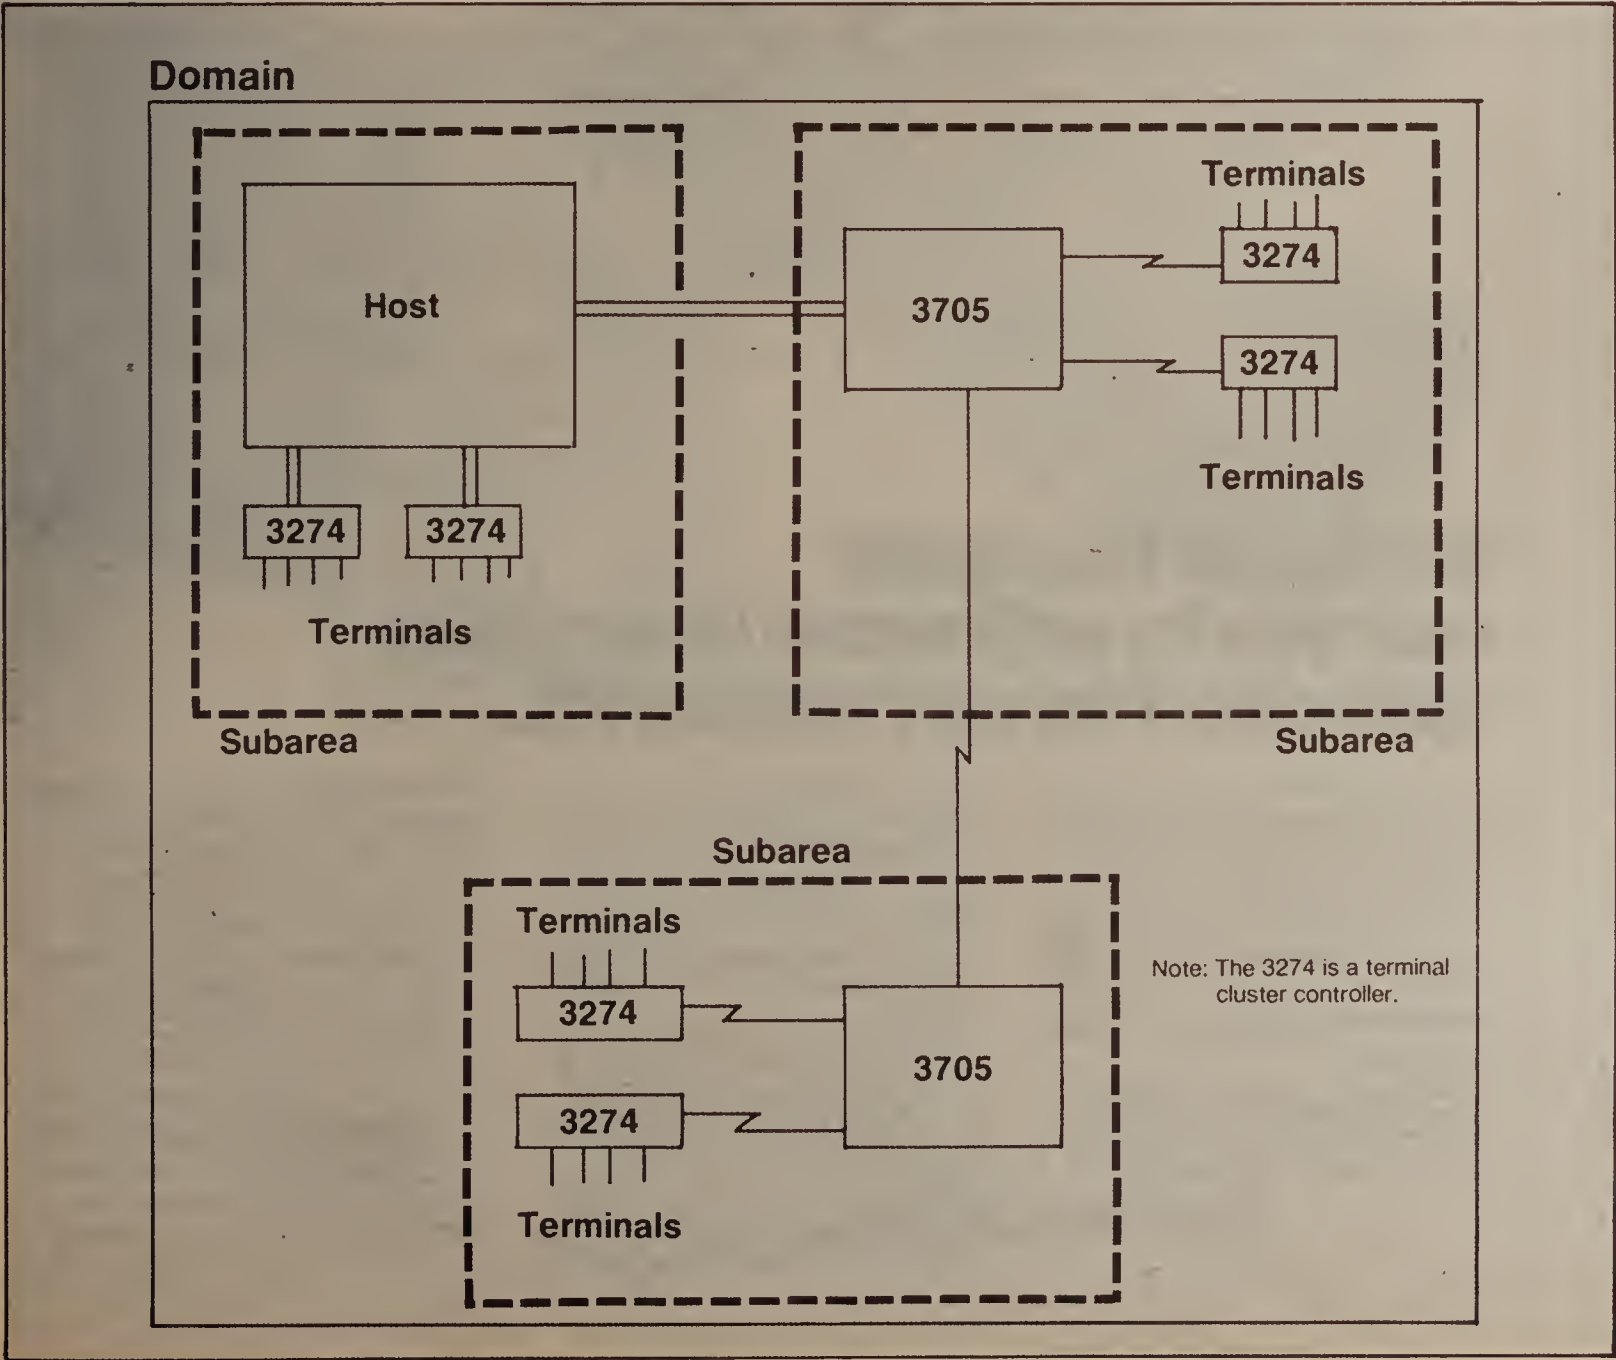 Domain
Host
3274
3274
Terminals
Subarea
Terminals
3274
3705
3274
Terminals
Subarea
Subarea
Terminals
3274
3705
3274
Terminals
Note: The 3274 is a terminal
cluster controller.